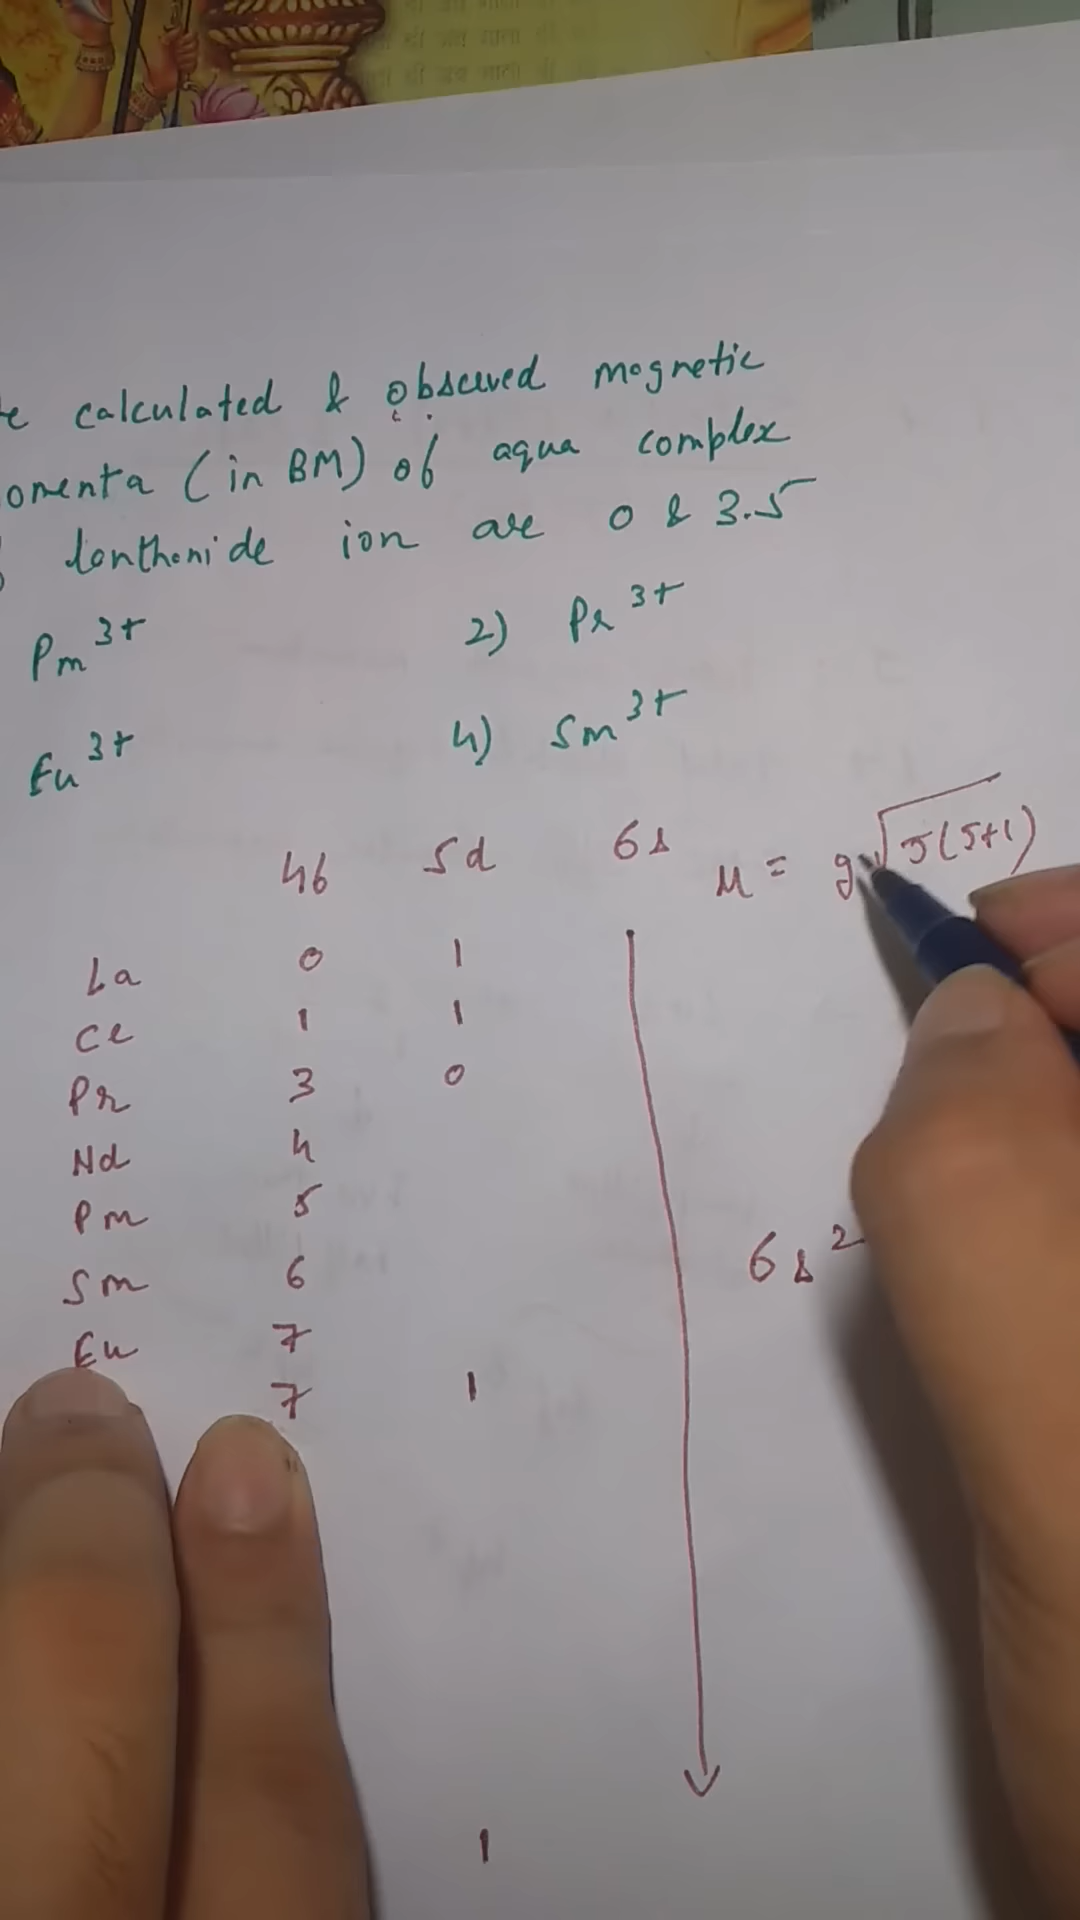 calculated & observed magnetic
omenta (in BM) of aqua complex
lonthonide ion are 0 & 3.5
Pm³⁺ 2) Pr³⁺
Eu³⁺ 4) Sm³⁺
4f 5d 6s μ = g√J(J+1)
La 0 1
Ce 1 1
Pr 3 0
Nd 4
Pm 5
Sm 6 6s²
Eu 7
7 1
1